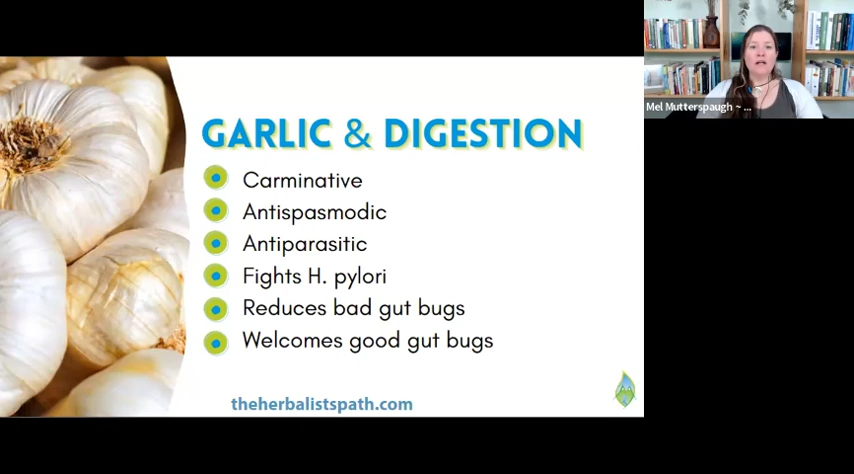 GARLIC & DIGESTION
Carminative
Antispasmodic
Antiparasitic
Fights H. pylori
Reduces bad gut bugs
Welcomes good gut bugs
theherbalistspath.com
Mel Mutterspaugh ~ ...